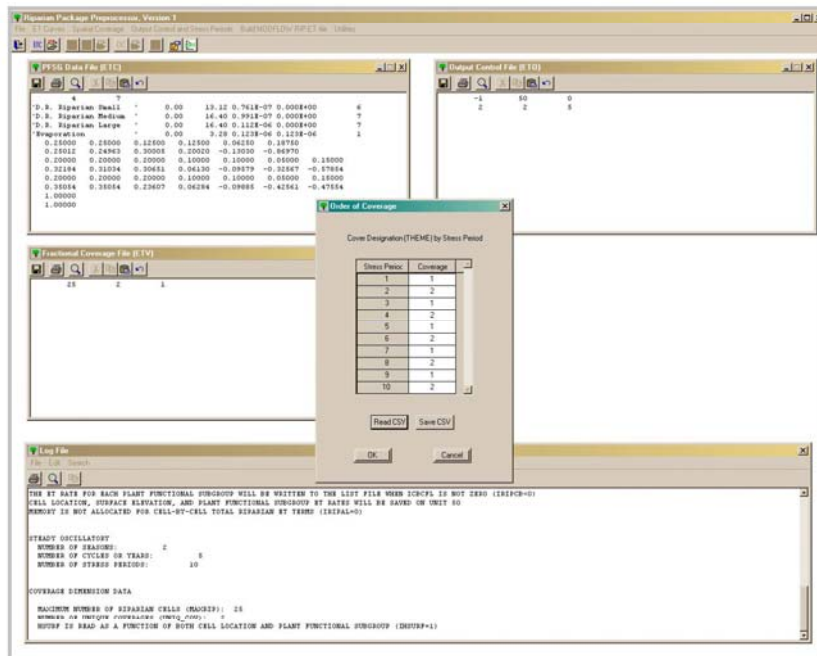 Riparian Package Preprocessor, Version 1
File ET Curves Spatial Coverage Output Control and Stress Periods Build MODFLOW RIP ET file Utilities
PFSG Data File (ETC)
4 7
'D.R. Riparian Small ' 0.00 13.12 0.761E-07 0.000E+00 6
'D.R. Riparian Medium ' 0.00 16.40 0.991E-07 0.000E+00 7
'D.R. Riparian Large ' 0.00 16.40 0.112E-06 0.000E+00 7
'Evaporation ' 0.00 3.28 0.123E-06 0.123E-06 1
0.25000 0.25000 0.12500 0.12500 0.06250 0.18750
0.25012 0.24963 0.30005 0.20020 -0.13030 -0.86970
0.20000 0.20000 0.20000 0.10000 0.10000 0.05000 0.15000
0.32184 0.31034 0.30651 0.06130 -0.09579 -0.32567 -0.57854
0.20000 0.20000 0.20000 0.10000 0.10000 0.05000 0.15000
0.35054 0.35054 0.23607 0.06284 -0.09885 -0.42561 -0.47554
1.00000
1.00000
Output Control File (ETO)
-1 50 0
2 2 5
Fractional Coverage File (ETV)
25 2 1
Order of Coverage
Cover Designation (THEME) by Stress Period
Stress Perioc Coverage
1 1
2 2
3 1
4 2
5 1
6 2
7 1
8 2
9 1
10 2
Read CSV Save CSV
OK Cancel
Log File
File Edit Search
THE ET RATE FOR EACH PLANT FUNCTIONAL SUBGROUP WILL BE WRITTEN TO THE LIST FILE WHEN ICBCFL IS NOT ZERO (IRIPCB<0)
CELL LOCATION, SURFACE ELEVATION, AND PLANT FUNCTIONAL SUBGROUP ET RATES WILL BE SAVED ON UNIT 50
MEMORY IS NOT ALLOCATED FOR CELL-BY-CELL TOTAL RIPARIAN ET TERMS (IRIPAL=0)
STEADY OSCILLATORY
NUMBER OF SEASONS: 2
NUMBER OF CYCLES OR YEARS: 5
NUMBER OF STRESS PERIODS: 10
COVERAGE DIMENSION DATA
MAXIMUM NUMBER OF RIPARIAN CELLS (MAXRIP): 25
NUMBER OF UNIQUE COVERAGES (UNIQ_COV):
HSURF IS READ AS A FUNCTION OF BOTH CELL LOCATION AND PLANT FUNCTIONAL SUBGROUP (IHSURF=1)